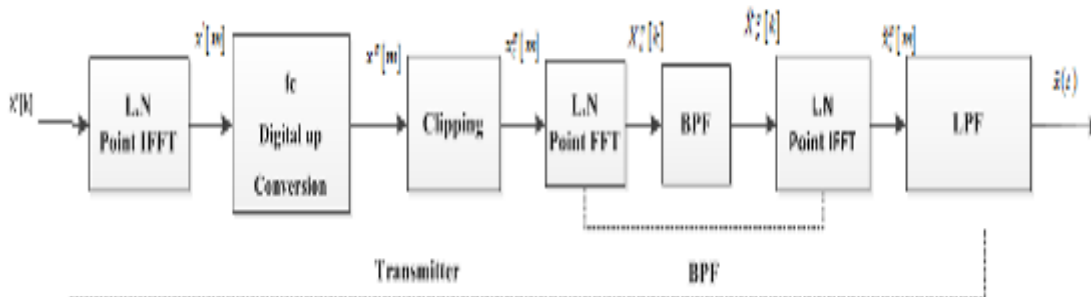 x'[m]
x^p[m]
L.N
Point IFFT
fc
Digital up
Conversion
Clipping
L.N
Point FFT
BPF
L.N
Point IFFT
LPF
Transmitter
BPF